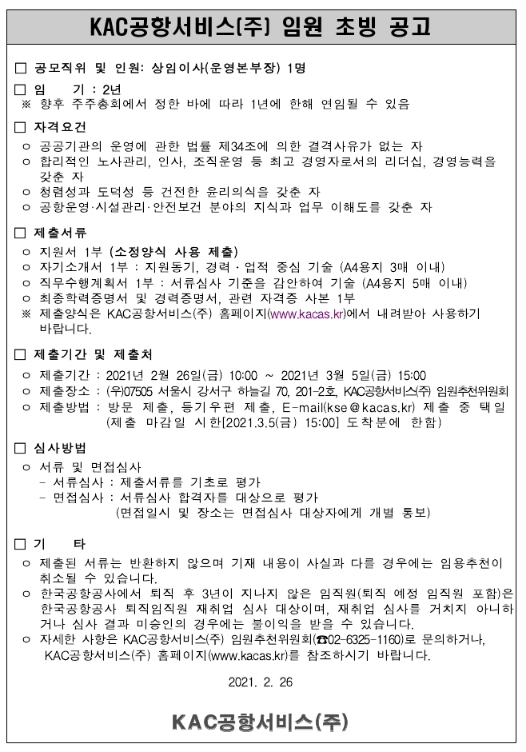 KAC공항서비스(주) 임원 초빙 공고
□ 공모직위 및 인원: 상임이사(운영본부장) 1명
□ 임 기 : 2년
※ 향후 주주총회에서 정한 바에 따라 1년에 한해 연임될 수 있음
□ 자격요건
ㅇ 공공기관의 운영에 관한 법률 제34조에 의한 결격사유가 없는 자
ㅇ 합리적인 노사관리, 인사, 조직운영 등 최고 경영자로서의 리더십, 경영능력을
갖춘 자
ㅇ 청렴성과 도덕성 등 건전한 윤리의식을 갖춘 자
ㅇ 공항운영·시설관리·안전보건 분야의 지식과 업무 이해도를 갖춘 자
□ 제출서류
ㅇ 지원서 1부 (소정양식 사용 제출)
ㅇ 자기소개서 1부 : 지원동기, 경력·업적 중심 기술 (A4용지 3매 이내)
ㅇ 직무수행계획서 1부 : 서류심사 기준을 감안하여 기술 (A4용지 5매 이내)
ㅇ 최종학력증명서 및 경력증명서, 관련 자격증 사본 1부
※ 제출양식은 KAC공항서비스(주) 홈페이지(www.kacas.kr)에서 내려받아 사용하기
바랍니다.
□ 제출기간 및 제출처
ㅇ 제출기간 : 2021년 2월 26일(금) 10:00 ~ 2021년 3월 5일(금) 15:00
ㅇ 제출장소 : (우)07505 서울시 강서구 하늘길 70, 201-2호, KAC공항서비스(주) 임원추천위원회
ㅇ 제출방법 : 방문 제출, 등기우편 제출, E-mail(kse@kacas.kr) 제출 중 택일
(제출 마감일 시한[2021.3.5(금) 15:00] 도착분에 한함)
□ 심사방법
ㅇ 서류 및 면접심사
- 서류심사 : 제출서류를 기초로 평가
- 면접심사 : 서류심사 합격자를 대상으로 평가
(면접일시 및 장소는 면접심사 대상자에게 개별 통보)
□ 기 타
ㅇ 제출된 서류는 반환하지 않으며 기재 내용이 사실과 다를 경우에는 임용추천이
취소될 수 있습니다.
ㅇ 한국공항공사에서 퇴직 후 3년이 지나지 않은 임직원(퇴직 예정 임직원 포함)은
한국공항공사 퇴직임직원 재취업 심사 대상이며, 재취업 심사를 거치지 아니하
거나 심사 결과 미승인의 경우에는 불이익을 받을 수 있습니다.
ㅇ 자세한 사항은 KAC공항서비스(주) 임원추천위원회(☎02-6325-1160)로 문의하거나,
KAC공항서비스(주) 홈페이지(www.kacas.kr)를 참조하시기 바랍니다.
2021. 2. 26
KAC공항서비스(주)